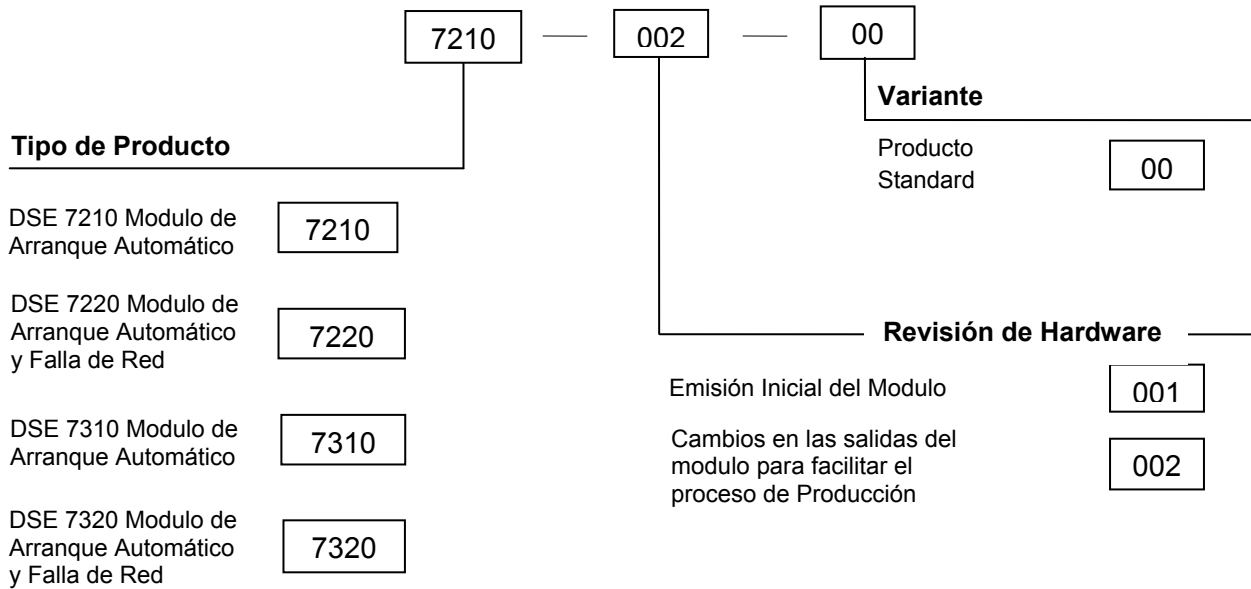 7210 — 002 — 00
Tipo de Producto
DSE 7210 Modulo de
Arranque Automático
7210
DSE 7220 Modulo de
Arranque Automático
y Falla de Red
7220
DSE 7310 Modulo de
Arranque Automático
7310
DSE 7320 Modulo de
Arranque Automático
y Falla de Red
7320
Variante
Producto
Standard
00
Revisión de Hardware
Emisión Inicial del Modulo
001
Cambios en las salidas del
modulo para facilitar el
proceso de Producción
002